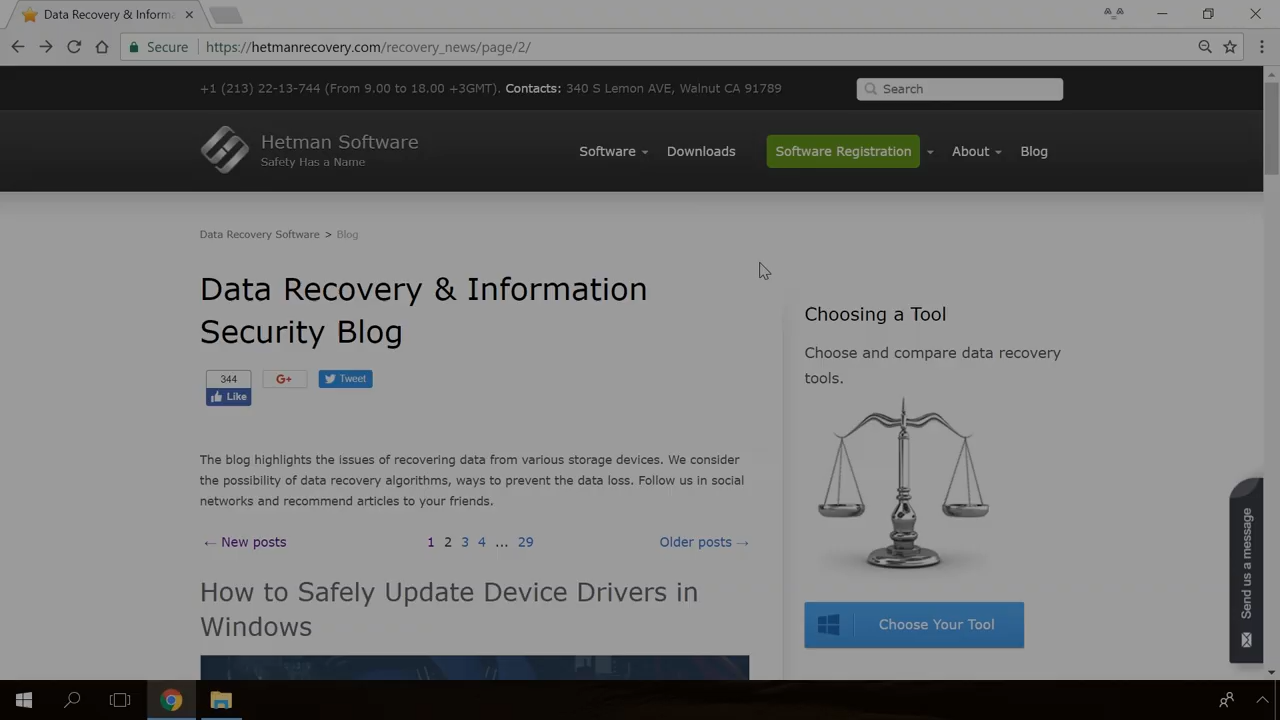 Data Recovery & Informa
Secure
https://hetmanrecovery.com/recovery_news/page/2/
+1 (213) 22-13-744 (From 9.00 to 18.00 +3GMT). Contacts: 340 S Lemon AVE, Walnut CA 91789
Search
Hetman Software
Safety Has a Name
Software
Downloads
Software Registration
About
Blog
Data Recovery Software > Blog
Data Recovery & Information
Security Blog
344
Like
G+
Tweet
The blog highlights the issues of recovering data from various storage devices. We consider
the possibility of data recovery algorithms, ways to prevent the data loss. Follow us in social
networks and recommend articles to your friends.
← New posts
1 2 3 4 ... 29
Older posts →
How to Safely Update Device Drivers in
Windows
Choosing a Tool
Choose and compare data recovery
tools.
Choose Your Tool
Send us a message